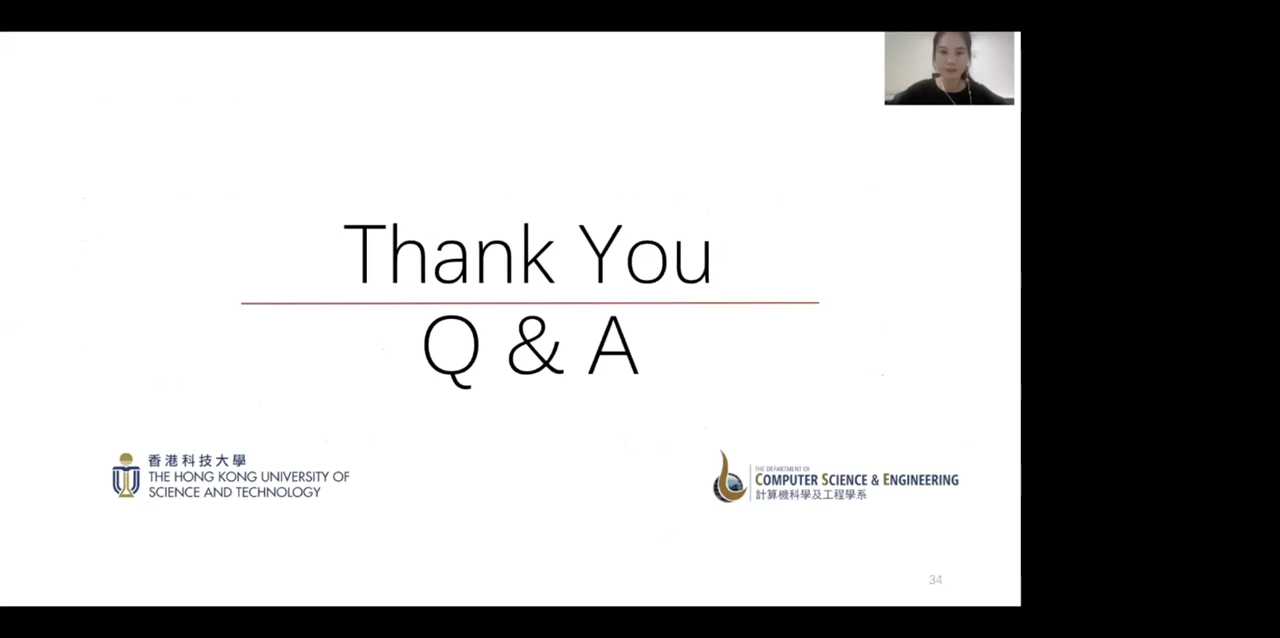 Thank You
Q & A
香港科技大學
THE HONG KONG UNIVERSITY OF
SCIENCE AND TECHNOLOGY
THE DEPARTMENT OF
COMPUTER SCIENCE & ENGINEERING
計算機科學及工程學系
34